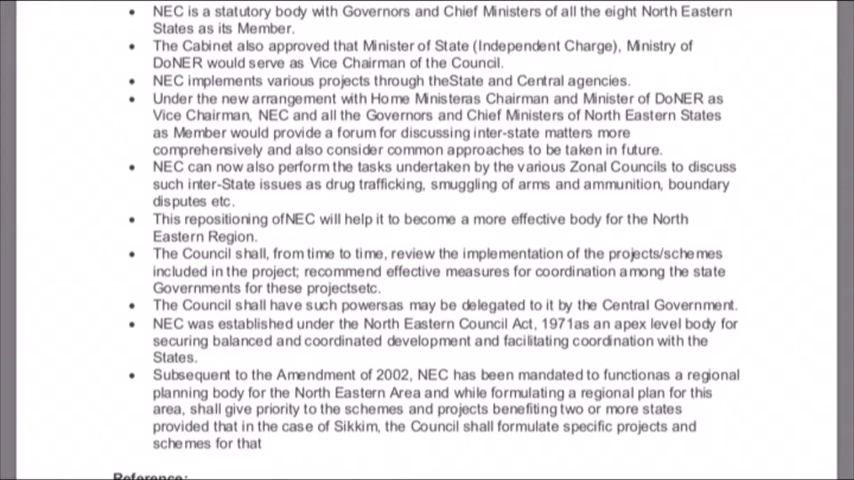 • NEC is a statutory body with Governors and Chief Ministers of all the eight North Eastern
States as its Member.
• The Cabinet also approved that Minister of State (Independent Charge), Ministry of
DoNER would serve as Vice Chairman of the Council.
• NEC implements various projects through theState and Central agencies.
• Under the new arrangement with Home Ministeras Chairman and Minister of DoNER as
Vice Chairman, NEC and all the Governors and Chief Ministers of North Eastern States
as Member would provide a forum for discussing inter-state matters more
comprehensively and also consider common approaches to be taken in future.
• NEC can now also perform the tasks undertaken by the various Zonal Councils to discuss
such inter-State issues as drug trafficking, smuggling of arms and ammunition, boundary
disputes etc.
• This repositioning ofNEC will help it to become a more effective body for the North
Eastern Region.
• The Council shall, from time to time, review the implementation of the projects/schemes
included in the project; recommend effective measures for coordination among the state
Governments for these projectsetc.
• The Council shall have such powersas may be delegated to it by the Central Government.
• NEC was established under the North Eastern Council Act, 1971as an apex level body for
securing balanced and coordinated development and facilitating coordination with the
States.
• Subsequent to the Amendment of 2002, NEC has been mandated to functionas a regional
planning body for the North Eastern Area and while formulating a regional plan for this
area, shall give priority to the schemes and projects benefiting two or more states
provided that in the case of Sikkim, the Council shall formulate specific projects and
schemes for that
Reference: